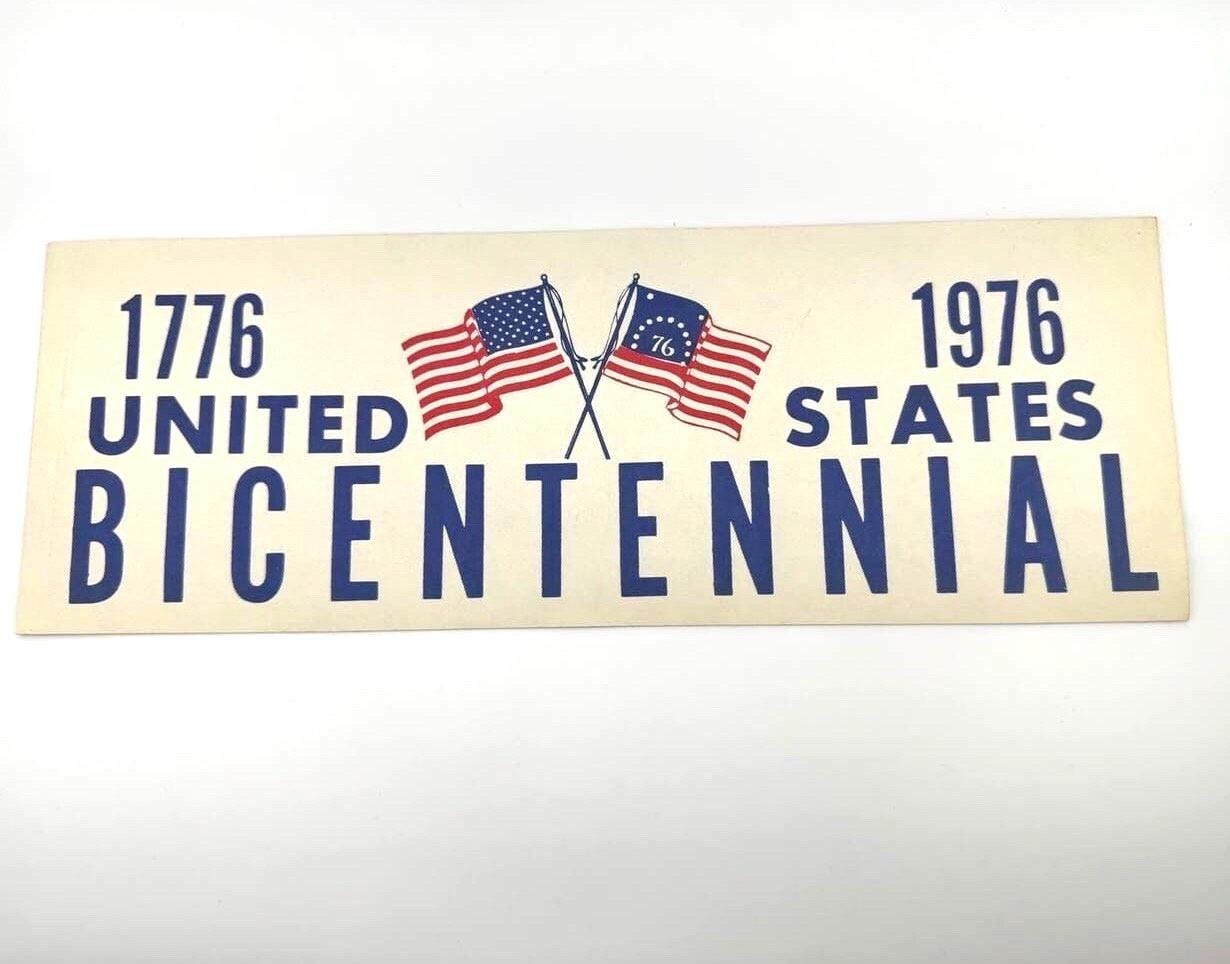 1776 1976
76
UNITED STATES
BICENTENNIAL